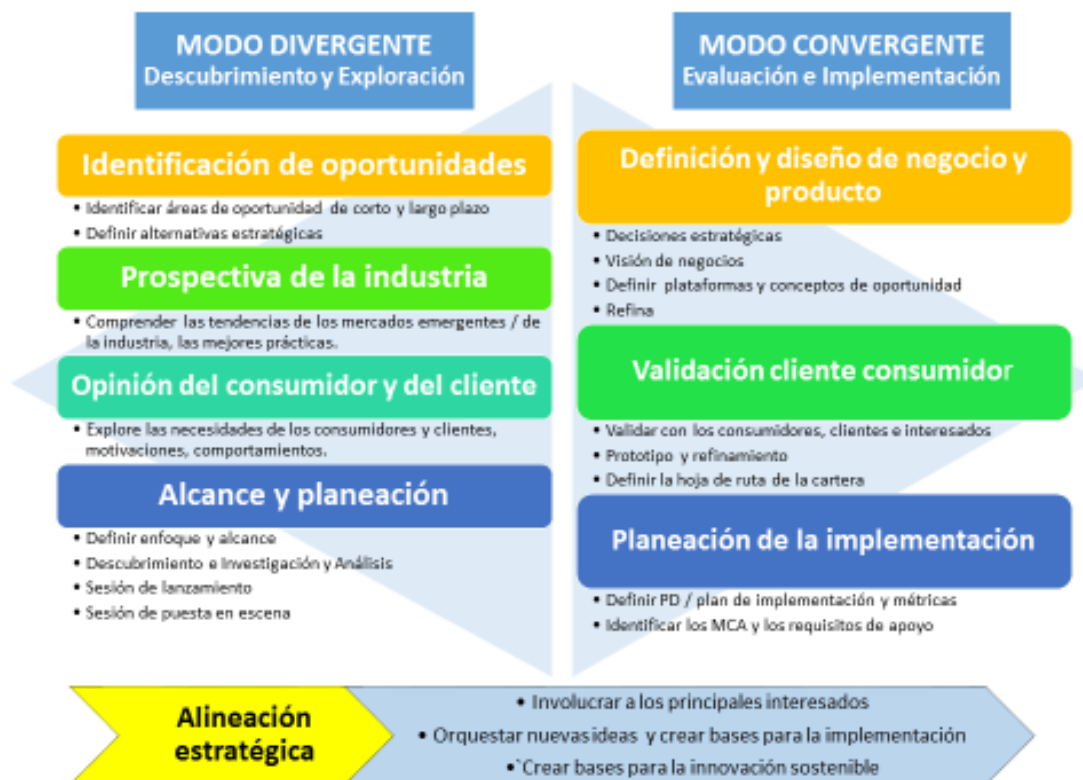 MODO DIVERGENTE
Descubrimiento y Exploración
Identificación de oportunidades
• Identificar áreas de oportunidad de corto y largo plazo
• Definir alternativas estratégicas
Prospectiva de la industria
• Comprender las tendencias de los mercados emergentes / de
la industria, las mejores prácticas.
Opinión del consumidor y del cliente
• Explore las necesidades de los consumidores y clientes,
motivaciones, comportamientos.
Alcance y planeación
• Definir enfoque y alcance
• Descubrimiento e Investigación y Análisis
• Sesión de lanzamiento
• Sesión de puesta en escena
MODO CONVERGENTE
Evaluación e Implementación
Definición y diseño de negocio y
producto
• Decisiones estratégicas
• Visión de negocios
• Definir plataformas y conceptos de oportunidad
• Refina
Validación cliente consumidor
• Validar con los consumidores, clientes e interesados
• Prototipo y refinamiento
• Definir la hoja de ruta de la cartera
Planeación de la implementación
• Definir PD / plan de implementación y métricas
• Identificar los MCA y los requisitos de apoyo
Alineación
estratégica
• Involucrar a los principales interesados
• Orquestar nuevasideas y crear bases para la implementación
•`Crear bases para la innovación sostenible